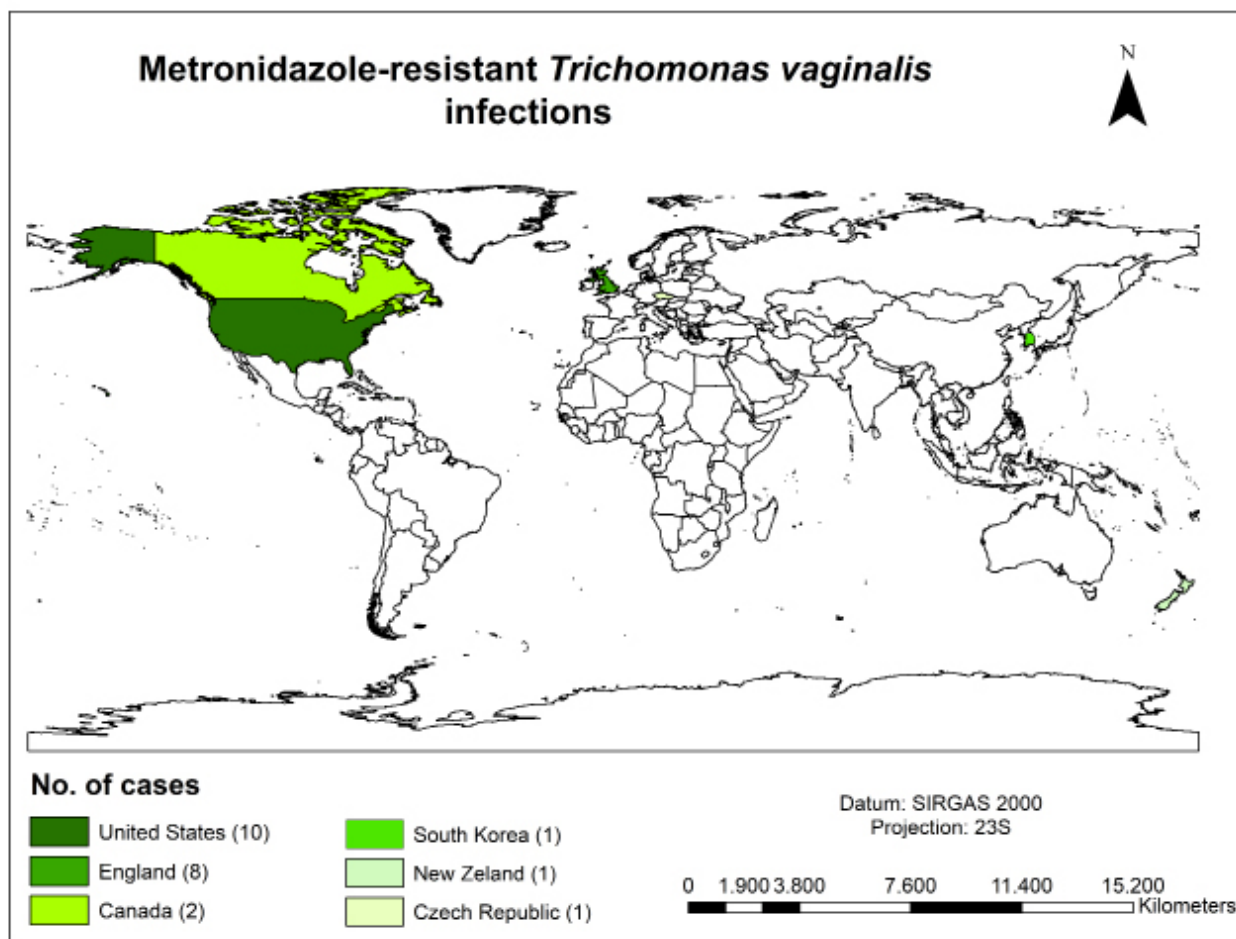 Metronidazole-resistant Trichomonas vaginalis
infections
N
No. of cases
United States (10)
England (8)
Canada (2)
South Korea (1)
New Zeland (1)
Czech Republic (1)
Datum: SIRGAS 2000
Projection: 23S
0 1.900 3.800 7.600 11.400 15.200
Kilometers